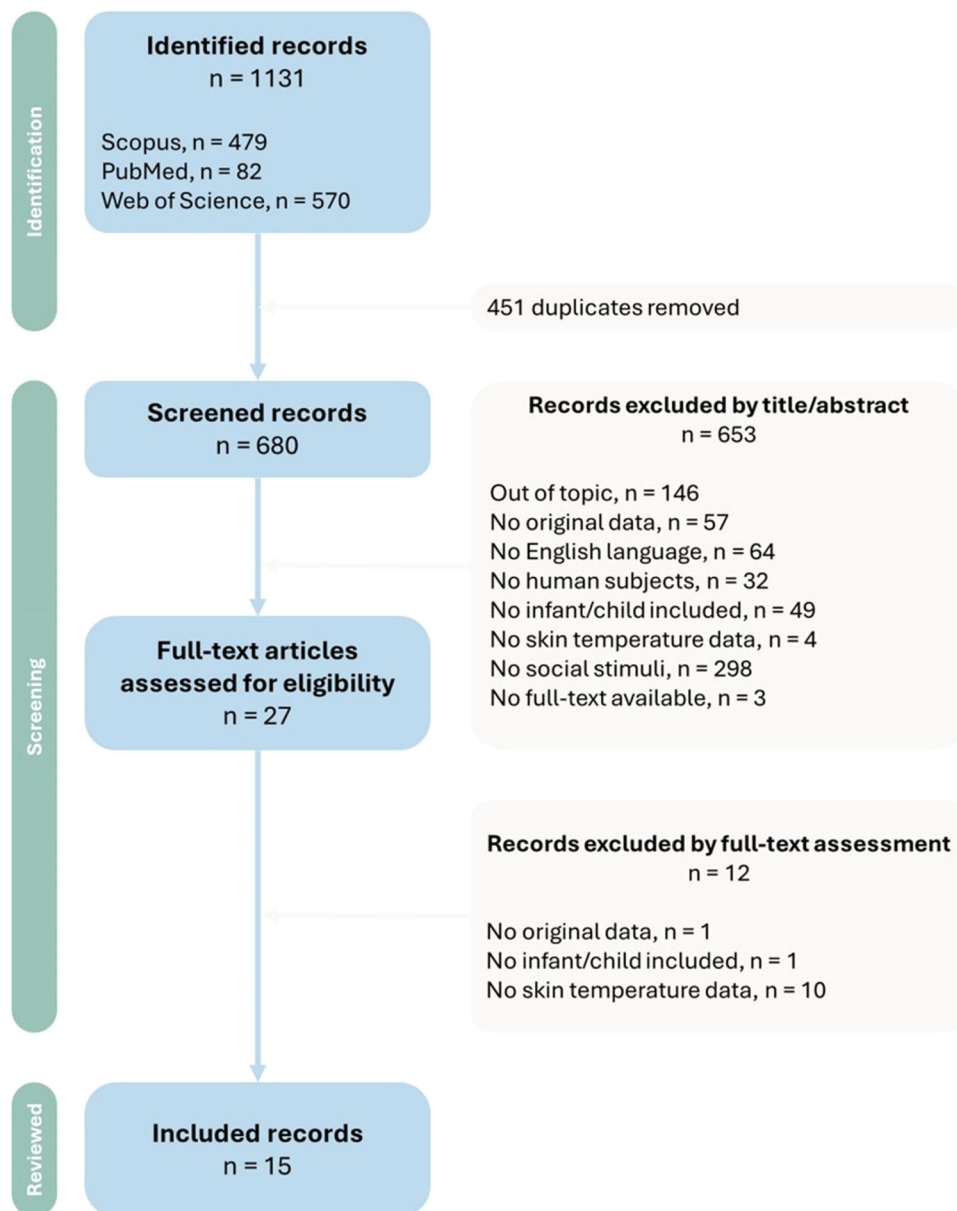 Identification
Identified records
n = 1131
Scopus, n = 479
PubMed, n = 82
Web of Science, n = 570
451 duplicates removed
Screening
Screened records
n = 680
Records excluded by title/abstract
n = 653
Out of topic, n = 146
No original data, n = 57
No English language, n = 64
No human subjects, n = 32
No infant/child included, n = 49
No skin temperature data, n = 4
No social stimuli, n = 298
No full-text available, n = 3
Full-text articles
assessed for eligibility
n = 27
Records excluded by full-text assessment
n = 12
No original data, n = 1
No infant/child included, n = 1
No skin temperature data, n = 10
Reviewed
Included records
n = 15